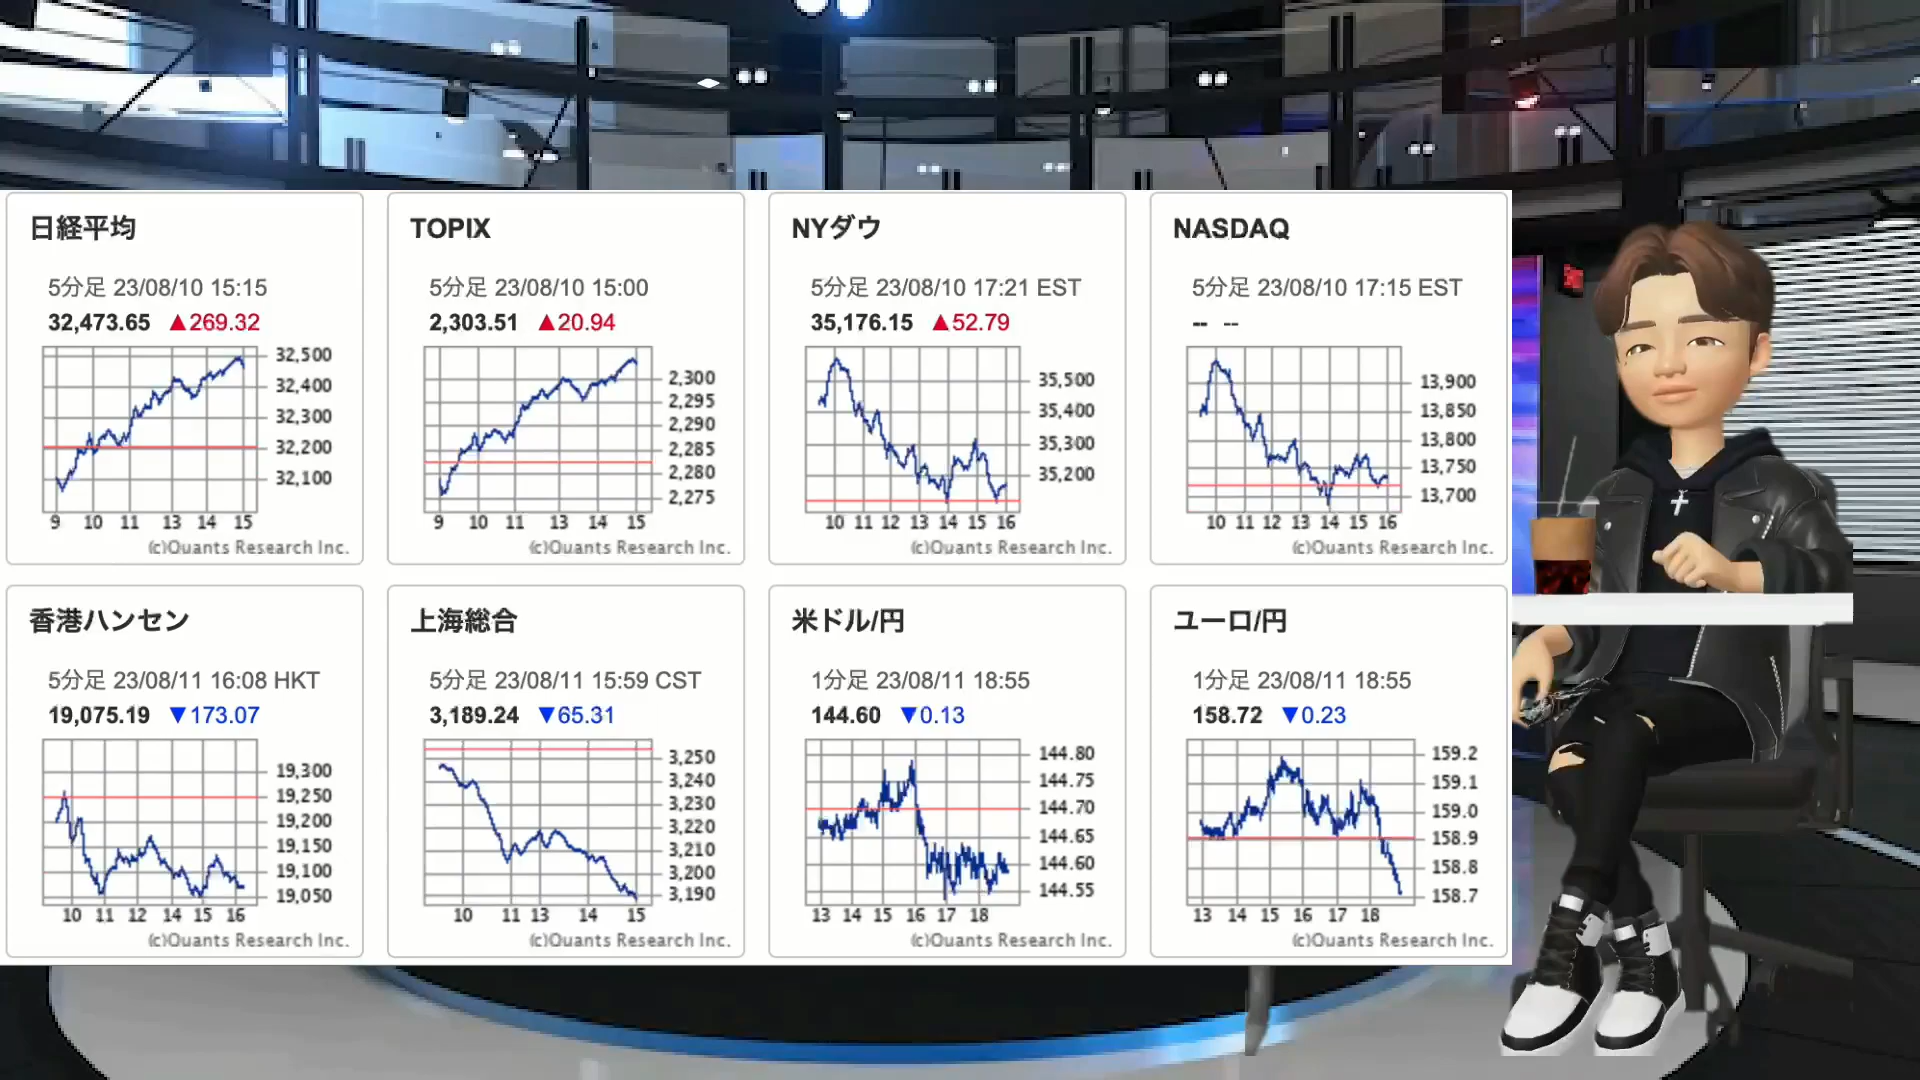 日経平均
5分足 23/08/10 15:15
32,473.65 ▲269.32
32,500
32,400
32,300
32,200
32,100
9 10 11 13 14 15
(c)Quants Research Inc.
TOPIX
5分足 23/08/10 15:00
2,303.51 ▲20.94
2,300
2,295
2,290
2,285
2,280
2,275
9 10 11 13 14 15
(c)Quants Research Inc.
NYダウ
5分足 23/08/10 17:21 EST
35,176.15 ▲52.79
35,500
35,400
35,300
35,200
10 11 12 13 14 15 16
(c)Quants Research Inc.
NASDAQ
5分足 23/08/10 17:15 EST
-- --
13,900
13,850
13,800
13,750
13,700
10 11 12 13 14 15 16
(c)Quants Research Inc.
香港ハンセン
5分足 23/08/11 16:08 HKT
19,075.19 ▼173.07
19,300
19,250
19,200
19,150
19,100
19,050
10 11 12 14 15 16
(c)Quants Research Inc.
上海総合
5分足 23/08/11 15:59 CST
3,189.24 ▼65.31
3,250
3,240
3,230
3,220
3,210
3,200
3,190
10 11 13 14 15
(c)Quants Research Inc.
米ドル/円
1分足 23/08/11 18:55
144.60 ▼0.13
144.80
144.75
144.70
144.65
144.60
144.55
13 14 15 16 17 18
(c)Quants Research Inc.
ユーロ/円
1分足 23/08/11 18:55
158.72 ▼0.23
159.2
159.1
159.0
158.9
158.8
158.7
13 14 15 16 17 18
(c)Quants Research Inc.